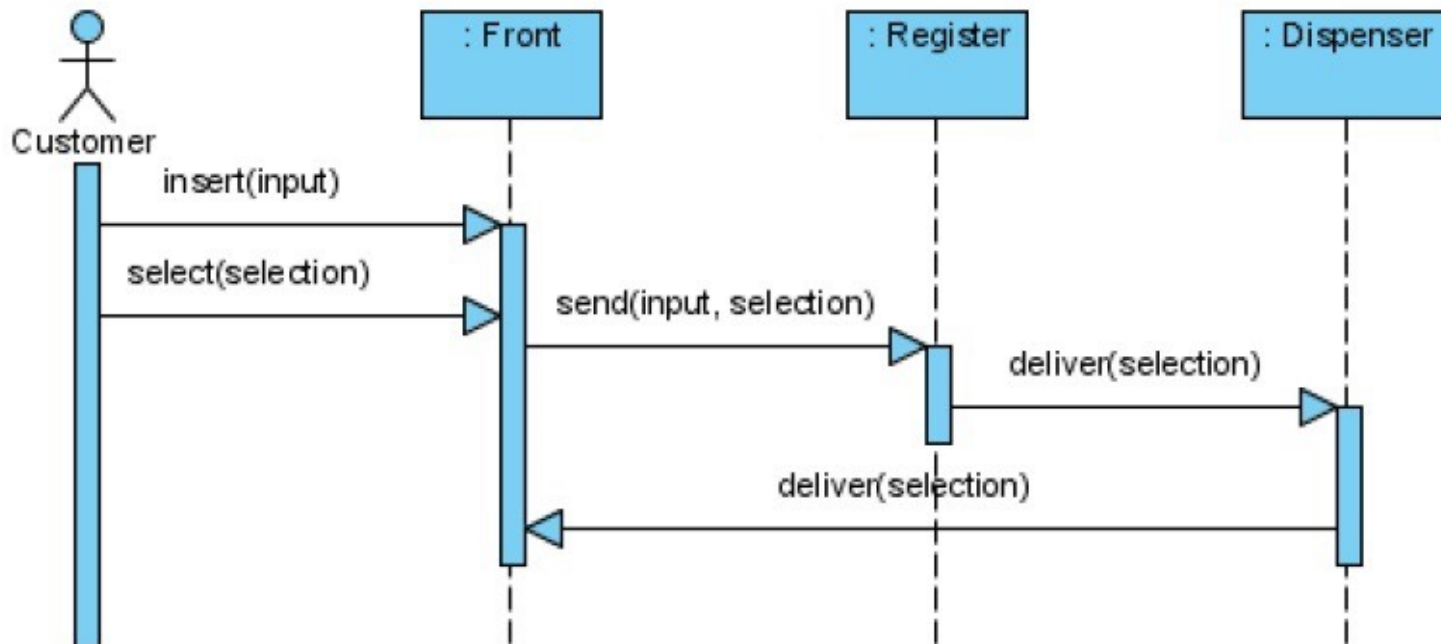 : Front
: Register
: Dispenser
Customer
insert(input)
select(selection)
send(input, selection)
deliver(selection)
deliver(selection)